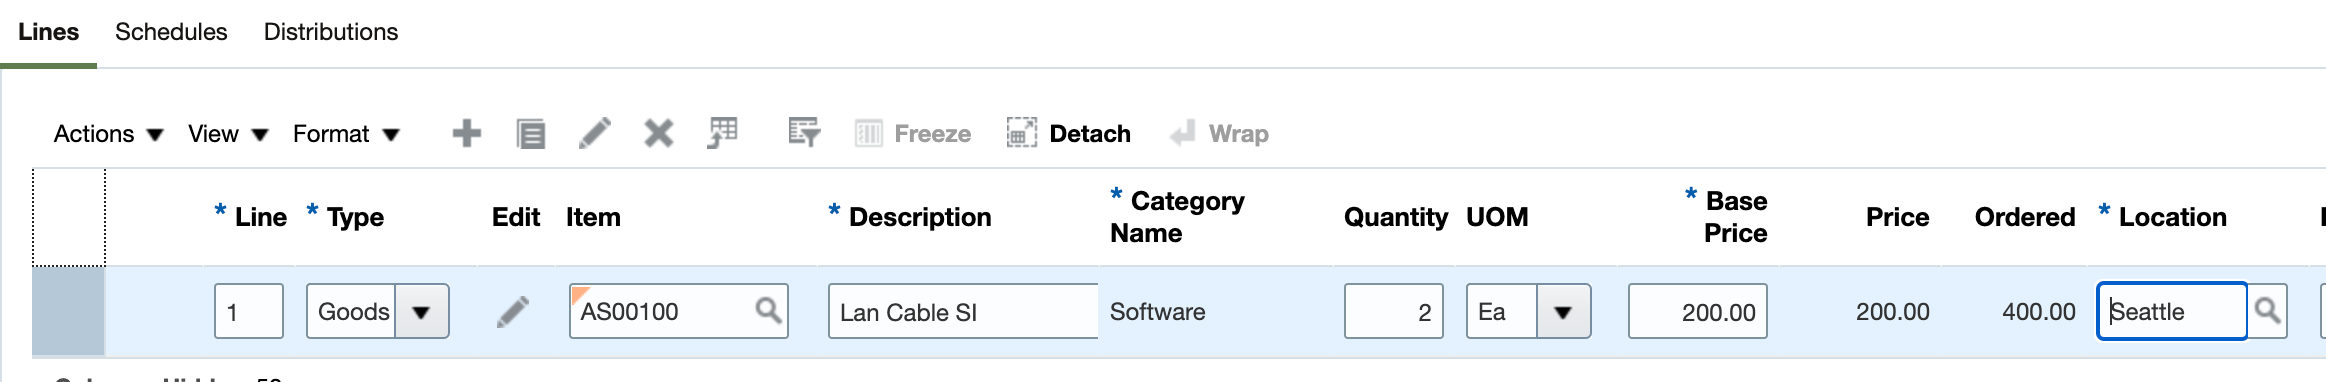 Lines Schedules Distributions
Actions View Format Freeze Detach Wrap
* Line * Type Edit Item * Description * Category Name Quantity UOM * Base Price Price Ordered * Location
1 Goods AS00100 Lan Cable SI Software 2 Ea 200.00 200.00 400.00 Seattle